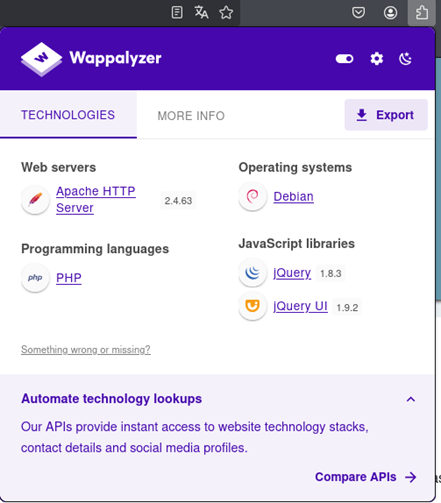 Wappalyzer
TECHNOLOGIES
MORE INFO
Export
Web servers
Apache HTTP
Server
2.4.63
Programming languages
php
PHP
Operating systems
Debian
JavaScript libraries
jQuery 1.8.3
jQuery UI 1.9.2
Something wrong or missing?
Automate technology lookups
Our APIs provide instant access to website technology stacks,
contact details and social media profiles.
Compare APIs